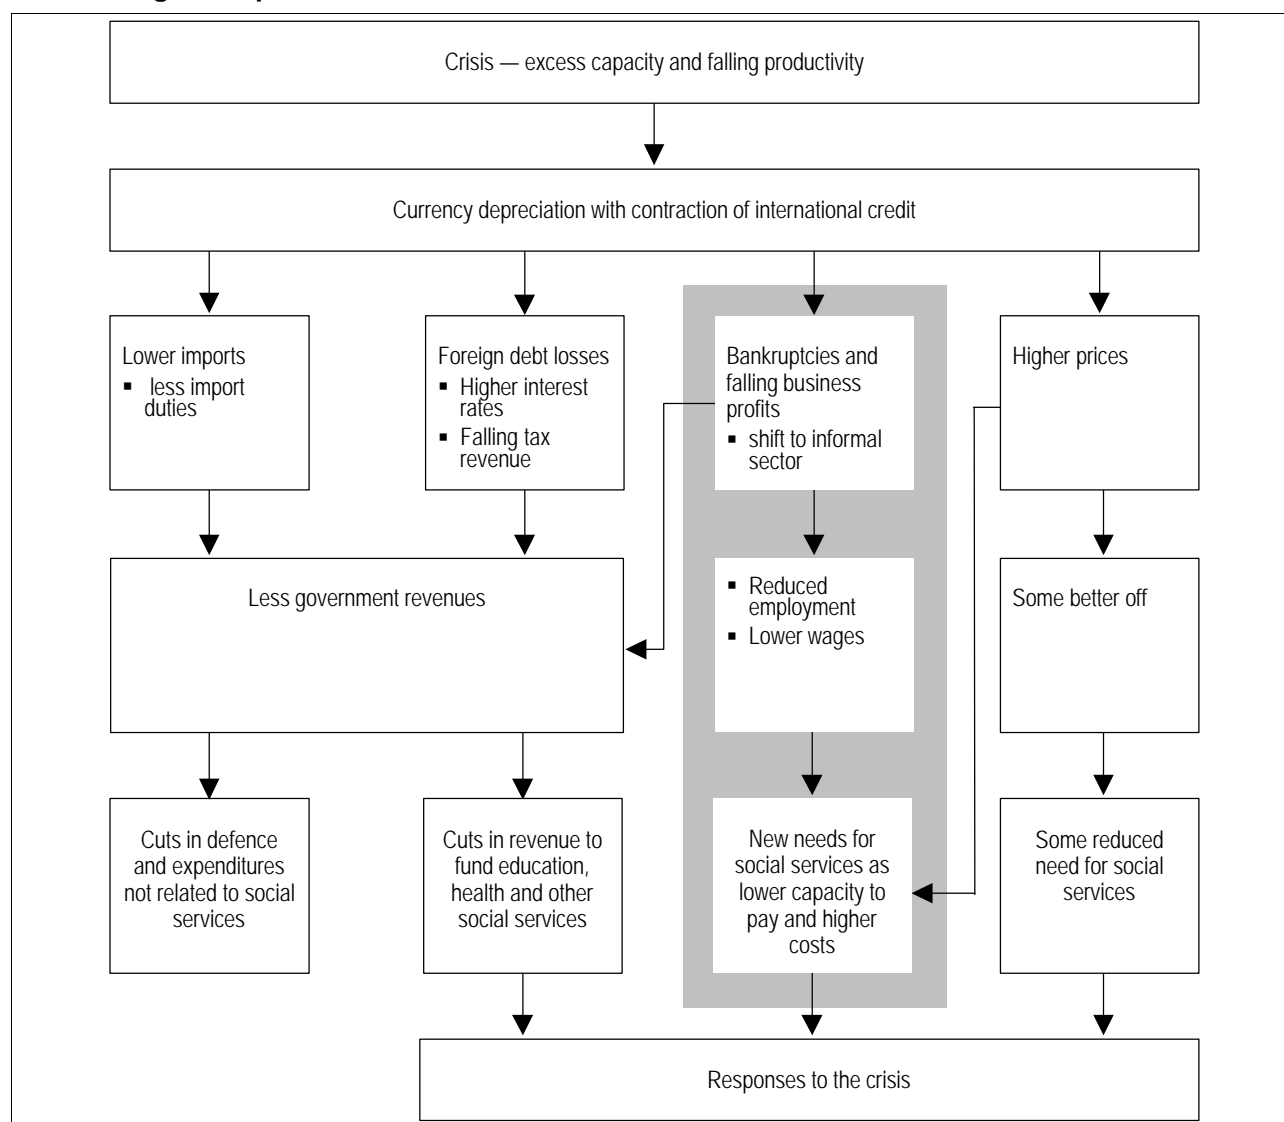 Crisis — excess capacity and falling productivity
Currency depreciation with contraction of international credit
Lower imports
▪ less import
duties
Foreign debt losses
▪ Higher interest
rates
▪ Falling tax
revenue
Bankruptcies and
falling business
profits
▪ shift to informal
sector
Higher prices
Less government revenues
▪ Reduced
employment
▪ Lower wages
Some better off
Cuts in defence
and expenditures
not related to social
services
Cuts in revenue to
fund education,
health and other
social services
New needs for
social services as
lower capacity to
pay and higher
costs
Some reduced
need for social
services
Responses to the crisis